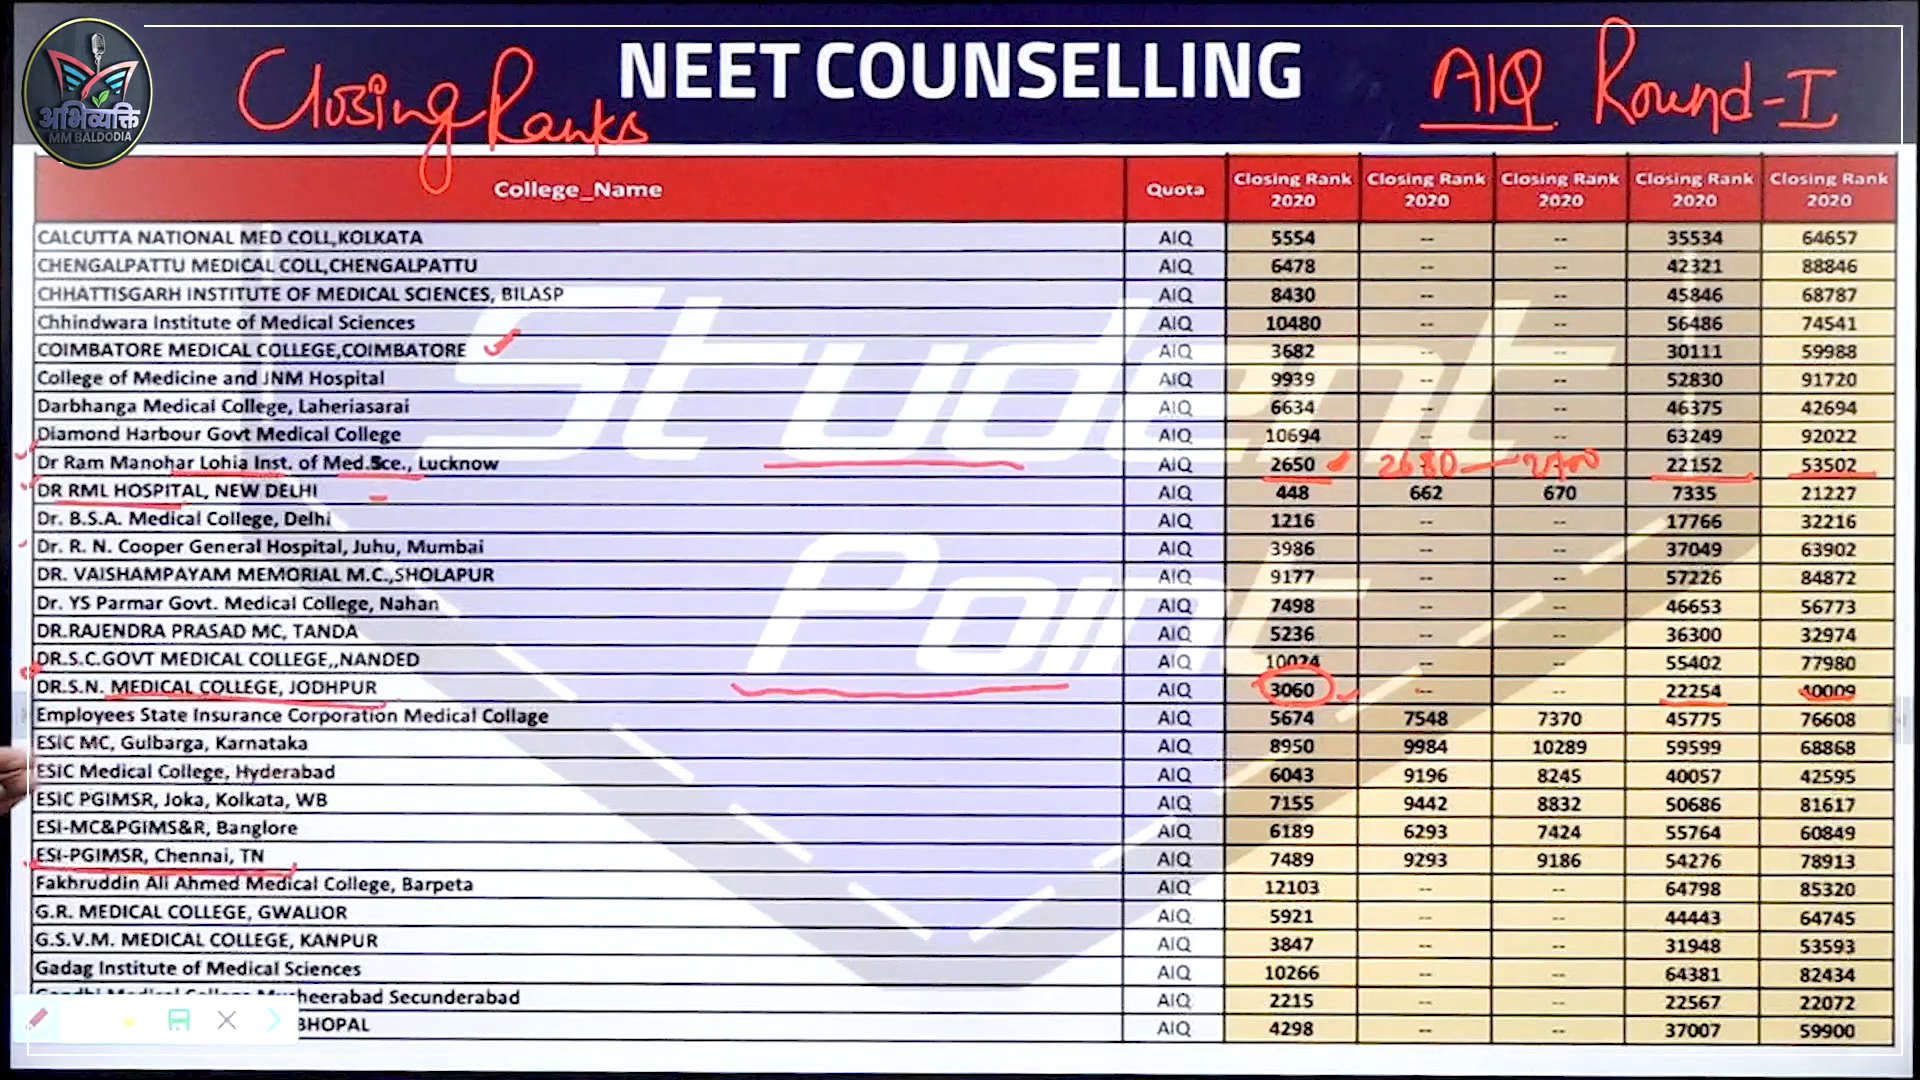 अभिव्यक्ति
MM BALDODIA
Closing Ranks
NEET COUNSELLING
AIQ Round-I
College_Name Quota Closing Rank 2020 Closing Rank 2020 Closing Rank 2020 Closing Rank 2020 Closing Rank 2020
CALCUTTA NATIONAL MED COLL,KOLKATA AIQ 5554 -- -- 35534 64657
CHENGALPATTU MEDICAL COLL,CHENGALPATTU AIQ 6478 -- -- 42321 88846
CHHATTISGARH INSTITUTE OF MEDICAL SCIENCES, BILASP AIQ 8430 -- -- 45846 68787
Chhindwara Institute of Medical Sciences AIQ 10480 -- -- 56486 74541
COIMBATORE MEDICAL COLLEGE,COIMBATORE AIQ 3682 -- -- 30111 59988
College of Medicine and JNM Hospital AIQ 9939 -- -- 52830 91720
Darbhanga Medical College, Laheriasarai AIQ 6634 -- -- 46375 42694
Diamond Harbour Govt Medical College AIQ 10694 -- -- 63249 92022
Dr Ram Manohar Lohia Inst. of Med.Sce., Lucknow AIQ 2650 2680 — 2700 22152 53502
DR RML HOSPITAL, NEW DELHI AIQ 448 662 670 7335 21227
Dr. B.S.A. Medical College, Delhi AIQ 1216 -- -- 17766 32216
Dr. R. N. Cooper General Hospital, Juhu, Mumbai AIQ 3986 -- -- 37049 63902
DR. VAISHAMPAYAM MEMORIAL M.C.,SHOLAPUR AIQ 9177 -- -- 57226 84872
Dr. YS Parmar Govt. Medical College, Nahan AIQ 7498 -- -- 46653 56773
DR.RAJENDRA PRASAD MC, TANDA AIQ 5236 -- -- 36300 32974
DR.S.C.GOVT MEDICAL COLLEGE,,NANDED AIQ 10024 -- -- 55402 77980
DR.S.N. MEDICAL COLLEGE, JODHPUR AIQ 3060 -- -- 22254 40009
Employees State Insurance Corporation Medical Collage AIQ 5674 7548 7370 45775 76608
ESIC MC, Gulbarga, Karnataka AIQ 8950 9984 10289 59599 68868
ESIC Medical College, Hyderabad AIQ 6043 9196 8245 40057 42595
ESIC PGIMSR, Joka, Kolkata, WB AIQ 7155 9442 8832 50686 81617
ESI-MC&PGIMS&R, Banglore AIQ 6189 6293 7424 55764 60849
ESI-PGIMSR, Chennai, TN AIQ 7489 9293 9186 54276 78913
Fakhruddin Ali Ahmed Medical College, Barpeta AIQ 12103 -- -- 64798 85320
G.R. MEDICAL COLLEGE, GWALIOR AIQ 5921 -- -- 44443 64745
G.S.V.M. MEDICAL COLLEGE, KANPUR AIQ 3847 -- -- 31948 53593
Gadag Institute of Medical Sciences AIQ 10266 -- -- 64381 82434
Gandhi Medical College Musheerabad Secunderabad AIQ 2215 -- -- 22567 22072
BHOPAL AIQ 4298 -- -- 37007 59900
Student
Point